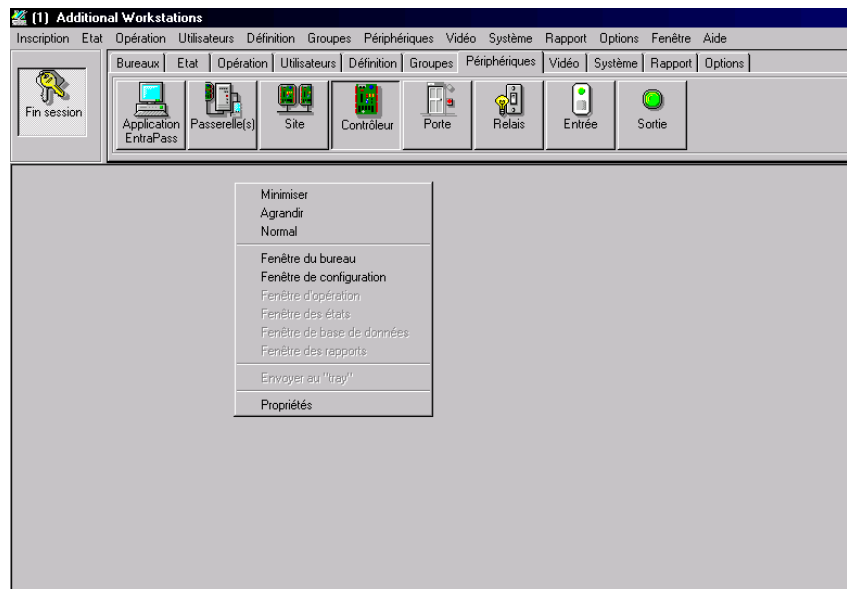 (1) Additional Workstations
Inscription Etat Opération Utilisateurs Définition Groupes Périphériques Vidéo Système Rapport Options Fenêtre Aide
Bureaux Etat Opération Utilisateurs Définition Groupes Périphériques Vidéo Système Rapport Options
Fin session
Application EntraPass
Passerelle(s)
Site
Contrôleur
Porte
Relais
Entrée
Sortie
Minimiser
Agrandir
Normal
Fenêtre du bureau
Fenêtre de configuration
Fenêtre d'opération
Fenêtre des états
Fenêtre de base de données
Fenêtre des rapports
Envoyer au "tray"
Propriétés